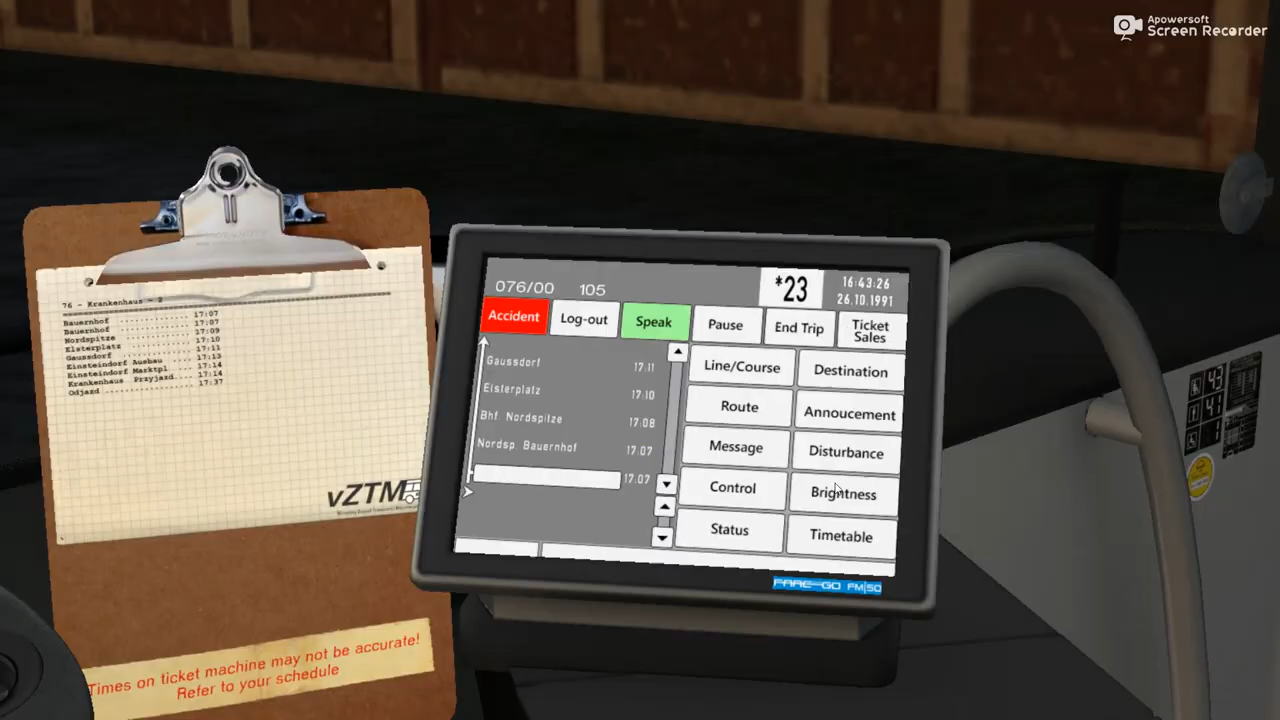 Apowersoft
Screen Recorder
76 - Krankenhaus - 2
Bauernhof 17:07
Bauernhof 17:07
Nordspitze 17:09
Elsterplatz 17:10
Gaussdorf 17:11
Einsteindorf Ausbau 17:13
Einsteindorf Marktpl. 17:14
Krankenhaus Przyjazd 17:14
Odjazd 17:37
vZTM
Times on ticket machine may not be accurate!
Refer to your schedule
076/00 105 *23 16:43:26
26.10.1991
Accident Log-out Speak Pause End Trip Ticket Sales
Gaussdorf 17.11
Elsterplatz 17.10
Bhf. Nordspitze 17.08
Nordsp. Bauernhof 17.07
17.07
Line/Course Destination
Route Annoucement
Message Disturbance
Control Brightness
Status Timetable
FARE-GO FM|50
43
41
1